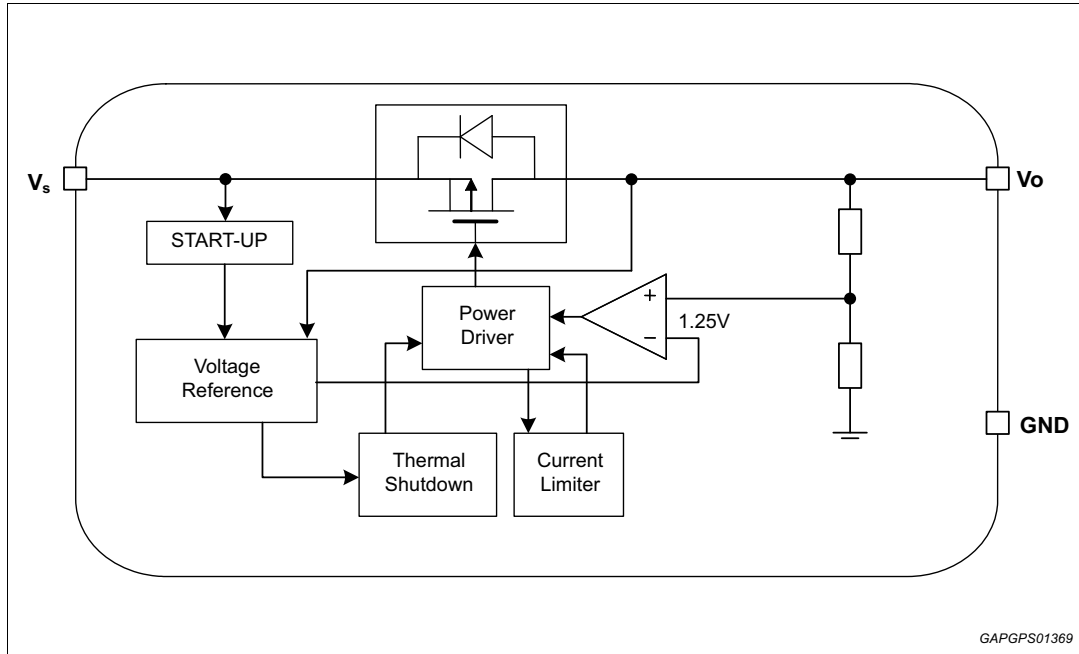 Vs
Vo
START-UP
+
Power
Driver
1.25V
−
Voltage
Reference
GND
Thermal
Shutdown
Current
Limiter
GAPGPS01369